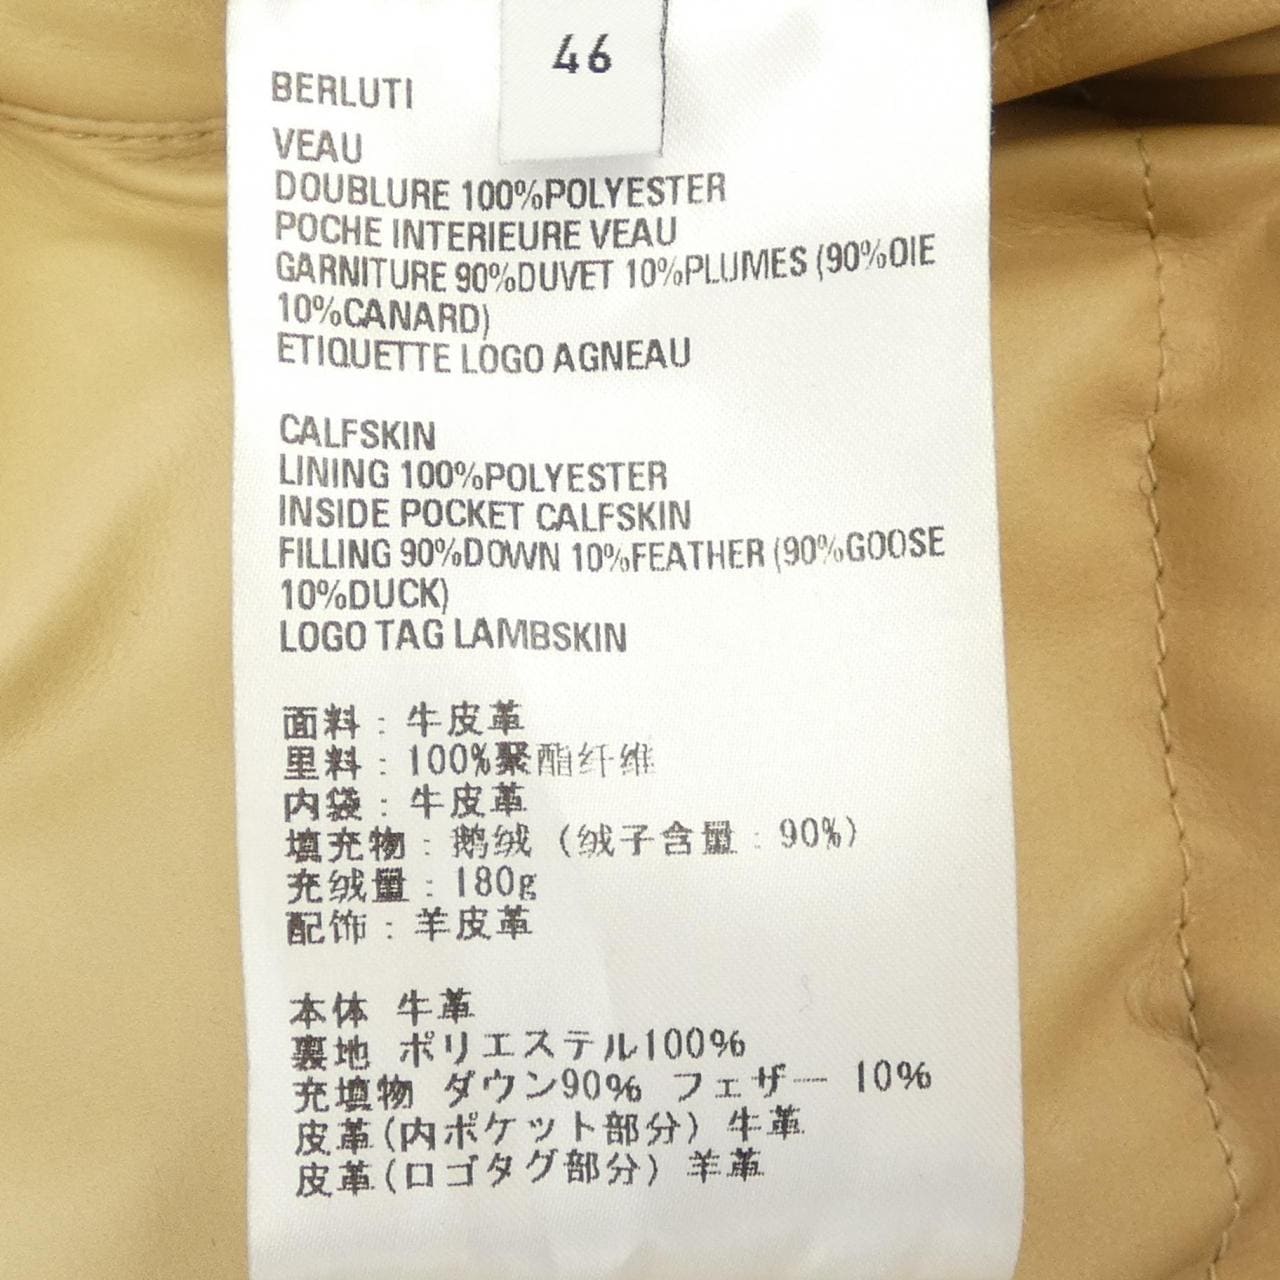 46
BERLUTI
VEAU
DOUBLURE 100%POLYESTER
POCHE INTERIEURE VEAU
GARNITURE 90%DUVET 10%PLUMES (90%OIE
10%CANARD)
ETIQUETTE LOGO AGNEAU
CALFSKIN
LINING 100%POLYESTER
INSIDE POCKET CALFSKIN
FILLING 90%DOWN 10%FEATHER (90%GOOSE
10%DUCK)
LOGO TAG LAMBSKIN
面料：牛皮革
里料：100%聚酯纤维
内袋：牛皮革
填充物：鹅绒（绒子含量：90%）
充绒量：180g
配饰：羊皮革
本体 牛革
裏地 ポリエステル100%
充填物 ダウン90% フェザー 10%
皮革(内ポケット部分) 牛革
皮革(ロゴタグ部分) 羊革